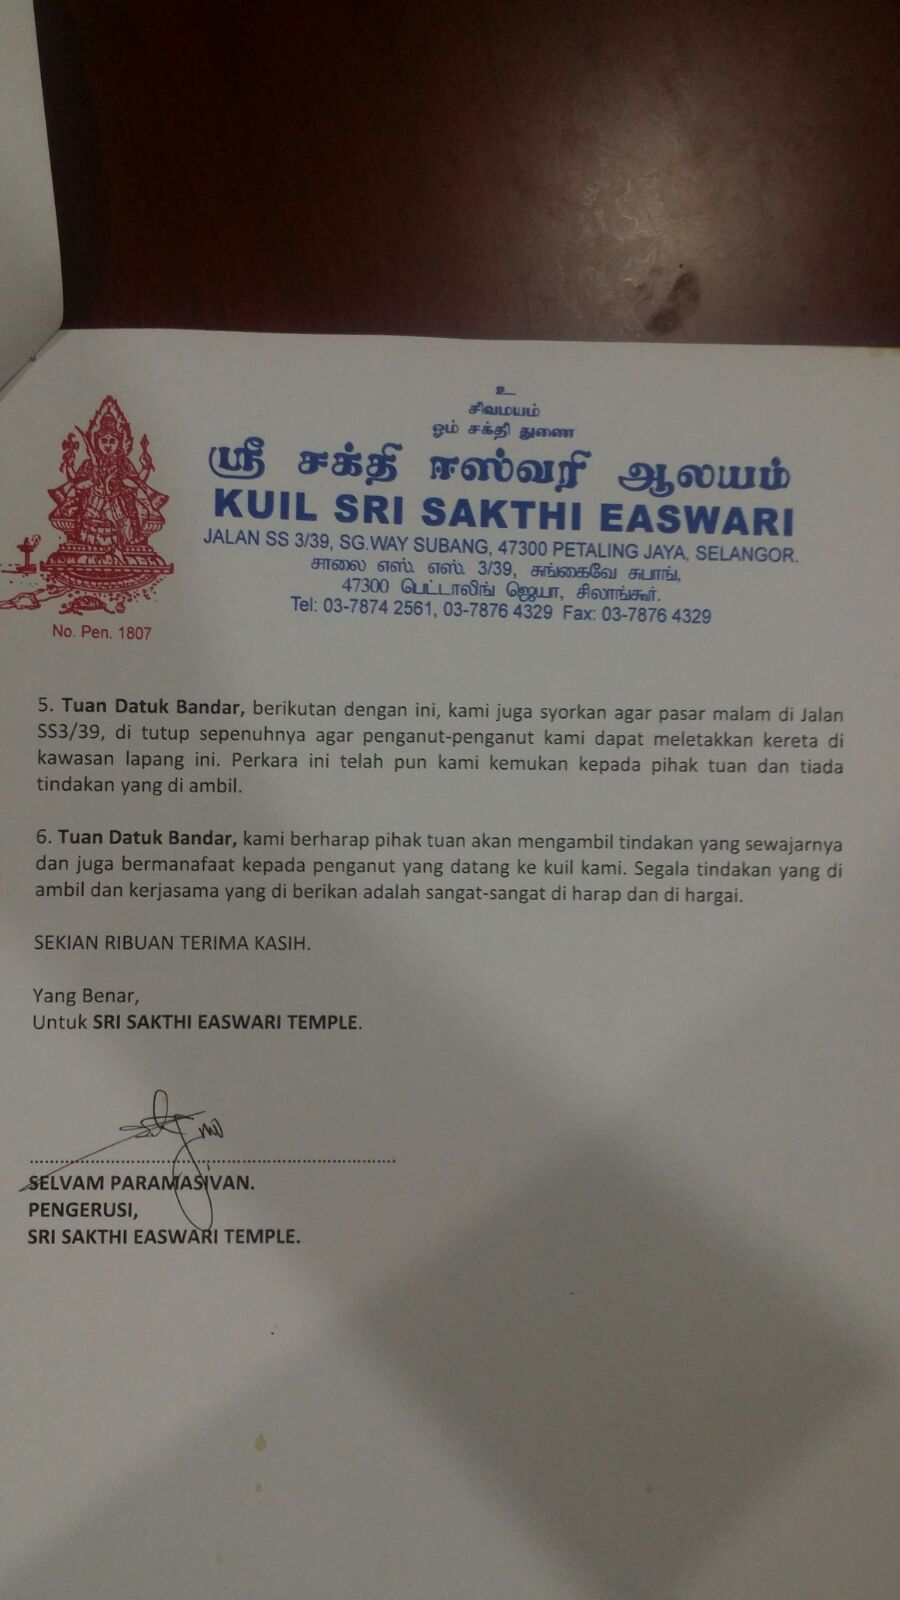 உ
சிவமயம்
ஓம் சக்தி துணை
ஸ்ரீ சக்தி ஈஸ்வரி ஆலயம்
KUIL SRI SAKTHI EASWARI
JALAN SS 3/39, SG.WAY SUBANG, 47300 PETALING JAYA, SELANGOR.
சாலை எஸ். எஸ். 3/39, சுங்கைவே சுபாங்,
47300 பெட்டாலிங் ஜெயா, சிலாங்கூர்.
Tel: 03-7874 2561, 03-7876 4329 Fax: 03-7876 4329
No. Pen. 1807
5. Tuan Datuk Bandar, berikutan dengan ini, kami juga syorkan agar pasar malam di Jalan
SS3/39, di tutup sepenuhnya agar penganut-penganut kami dapat meletakkan kereta di
kawasan lapang ini. Perkara ini telah pun kami kemukan kepada pihak tuan dan tiada
tindakan yang di ambil.
6. Tuan Datuk Bandar, kami berharap pihak tuan akan mengambil tindakan yang sewajarnya
dan juga bermanafaat kepada penganut yang datang ke kuil kami. Segala tindakan yang di
ambil dan kerjasama yang di berikan adalah sangat-sangat di harap dan di hargai.
SEKIAN RIBUAN TERIMA KASIH.
Yang Benar,
Untuk SRI SAKTHI EASWARI TEMPLE.
SELVAM PARAMASIVAN.
PENGERUSI,
SRI SAKTHI EASWARI TEMPLE.